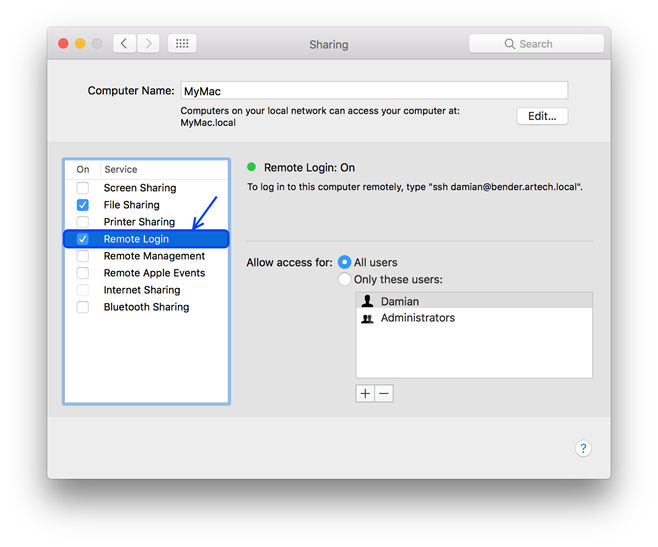 Sharing
Search
Computer Name:
MyMac
Computers on your local network can access your computer at:
MyMac.local
Edit...
On
Service
Screen Sharing
File Sharing
Printer Sharing
Remote Login
Remote Management
Remote Apple Events
Internet Sharing
Bluetooth Sharing
Remote Login: On
To log in to this computer remotely, type "ssh damian@bender.artech.local".
Allow access for:
All users
Only these users:
Damian
Administrators
+
−
?